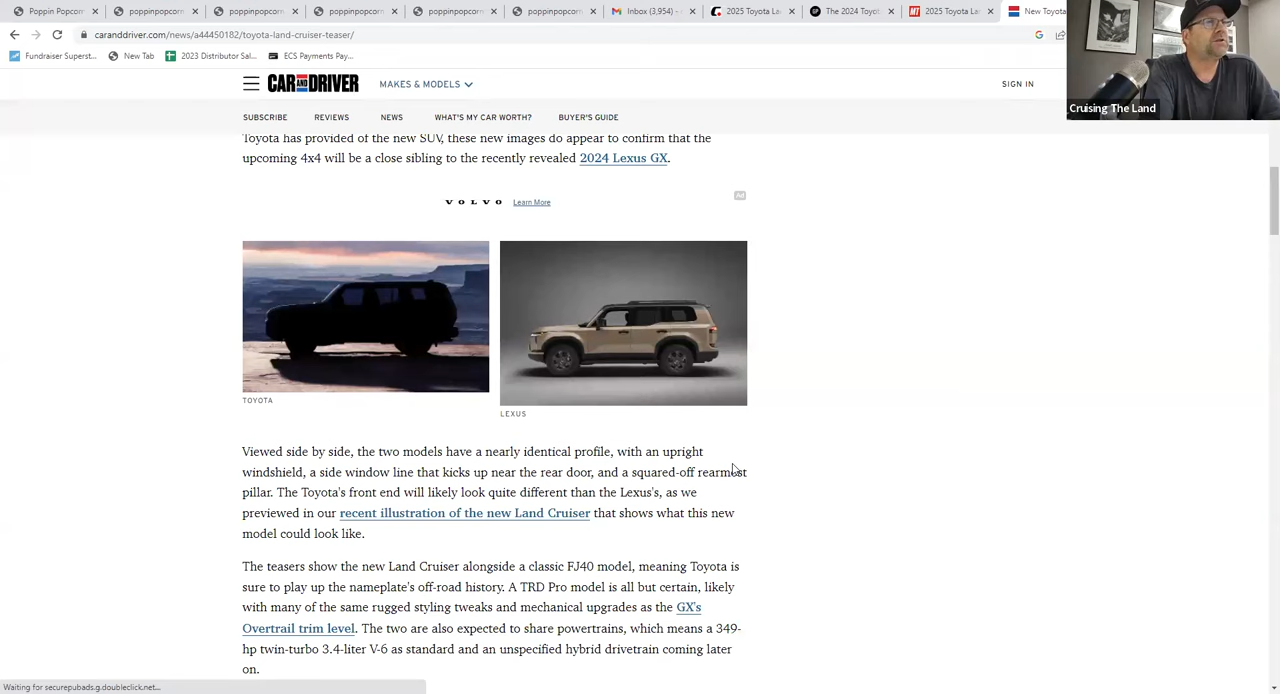 Poppin Popcorn
poppinpopcorn
poppinpopcorn
poppinpopcorn
poppinpopcorn
poppinpopcorn
Inbox (3,954) -
2025 Toyota La
The 2024 Toyot
2025 Toyota La
New Toyota
caranddriver.com/news/a44450182/toyota-land-cruiser-teaser/
Fundraiser Superst...
New Tab
2023 Distributor Sal...
ECS Payments Pay...
CAR AND DRIVER
MAKES & MODELS
SIGN IN
Cruising The Land
SUBSCRIBE
REVIEWS
NEWS
WHAT'S MY CAR WORTH?
BUYER'S GUIDE
Toyota has provided of the new SUV, these new images do appear to confirm that the
upcoming 4x4 will be a close sibling to the recently revealed 2024 Lexus GX.
VOLVO Learn More
Ad
TOYOTA
LEXUS
Viewed side by side, the two models have a nearly identical profile, with an upright
windshield, a side window line that kicks up near the rear door, and a squared-off rearmost
pillar. The Toyota's front end will likely look quite different than the Lexus's, as we
previewed in our recent illustration of the new Land Cruiser that shows what this new
model could look like.
The teasers show the new Land Cruiser alongside a classic FJ40 model, meaning Toyota is
sure to play up the nameplate's off-road history. A TRD Pro model is all but certain, likely
with many of the same rugged styling tweaks and mechanical upgrades as the GX's
Overtrail trim level. The two are also expected to share powertrains, which means a 349-
hp twin-turbo 3.4-liter V-6 as standard and an unspecified hybrid drivetrain coming later
on.
Waiting for securepubads.g.doubleclick.net...